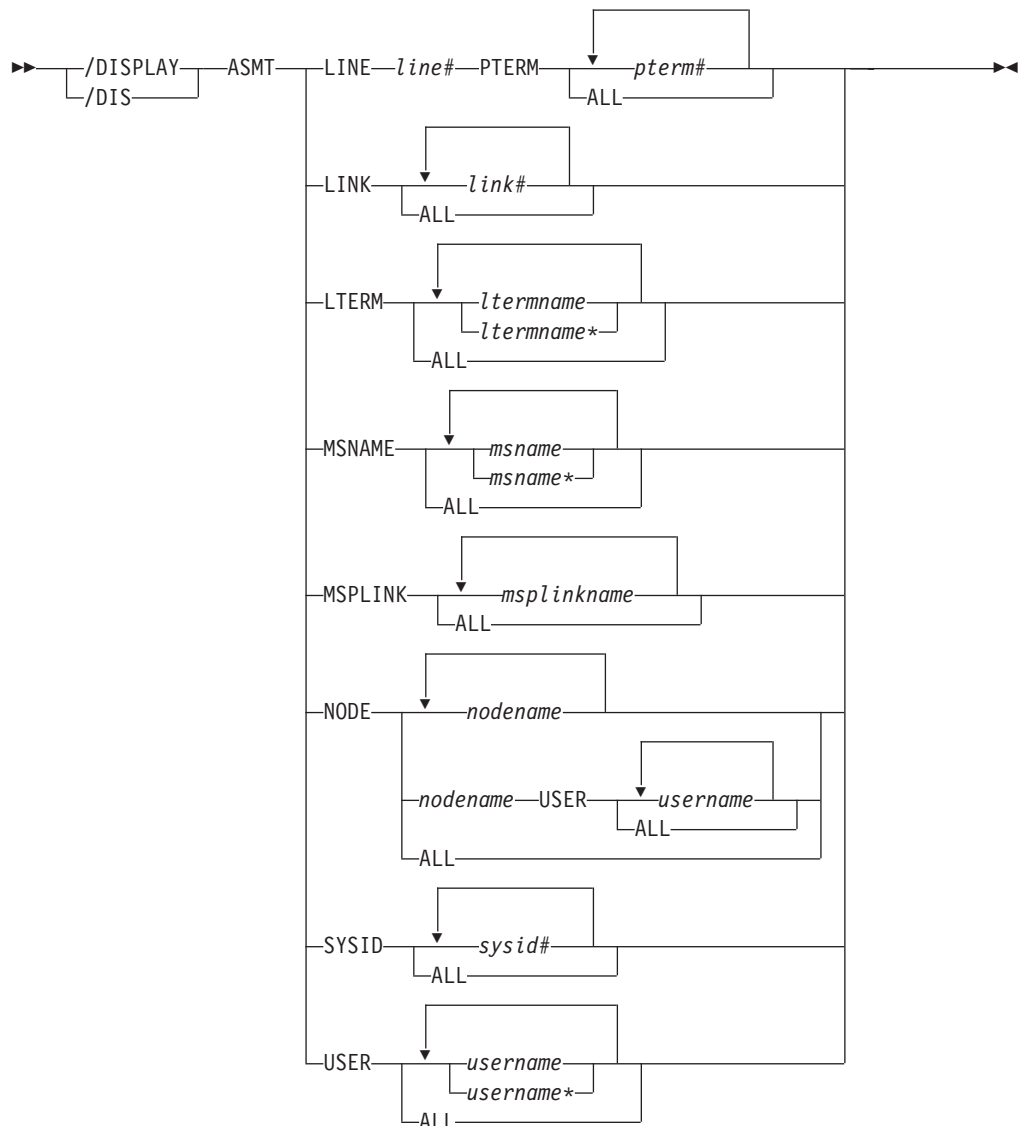 /DISPLAY ASMT LINE line# PTERM pterm#
/DIS ALL
LINK link#
ALL
LTERM ltermname
ltermname*
ALL
MSNAME msname
msname*
ALL
MSPLINK msplinkname
ALL
NODE nodename
nodename USER username
ALL
ALL
SYSID sysid#
ALL
USER username
username*
ALL